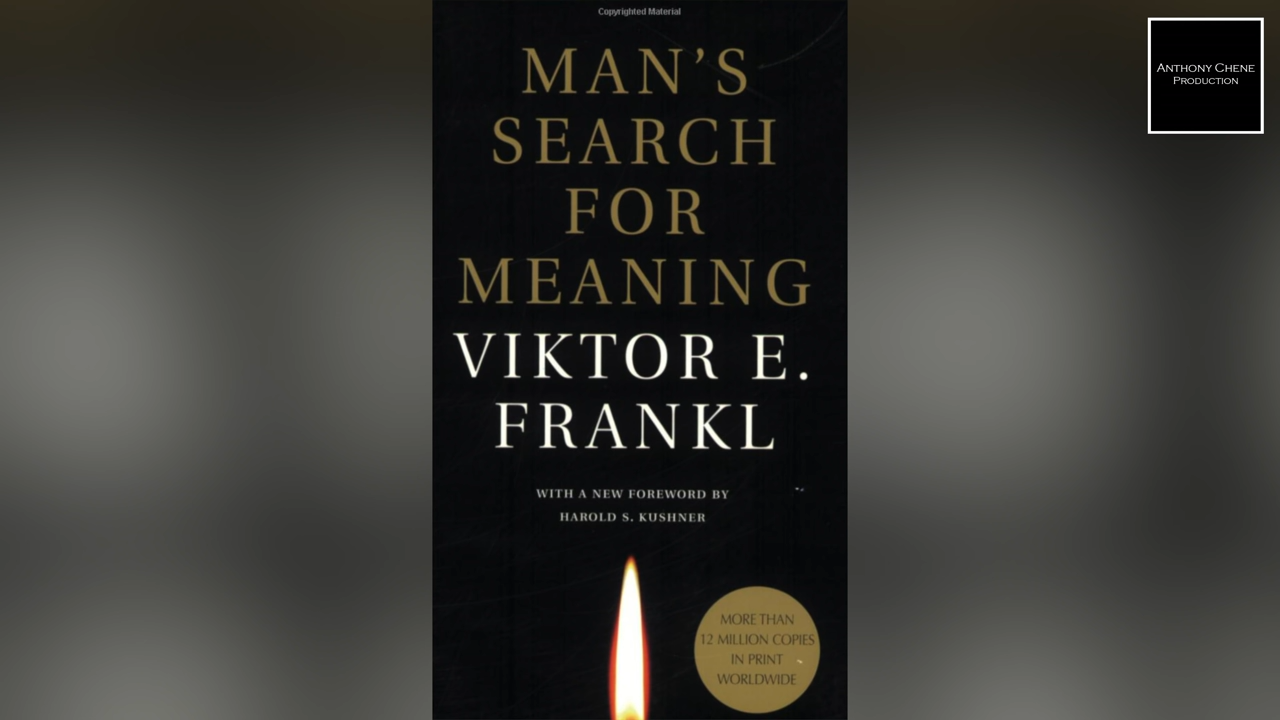 Copyrighted Material
MAN'S
SEARCH
FOR
MEANING
VIKTOR E.
FRANKL
WITH A NEW FOREWORD BY
HAROLD S. KUSHNER
MORE THAN
12 MILLION COPIES
IN PRINT
WORLDWIDE
ANTHONY CHENE
PRODUCTION